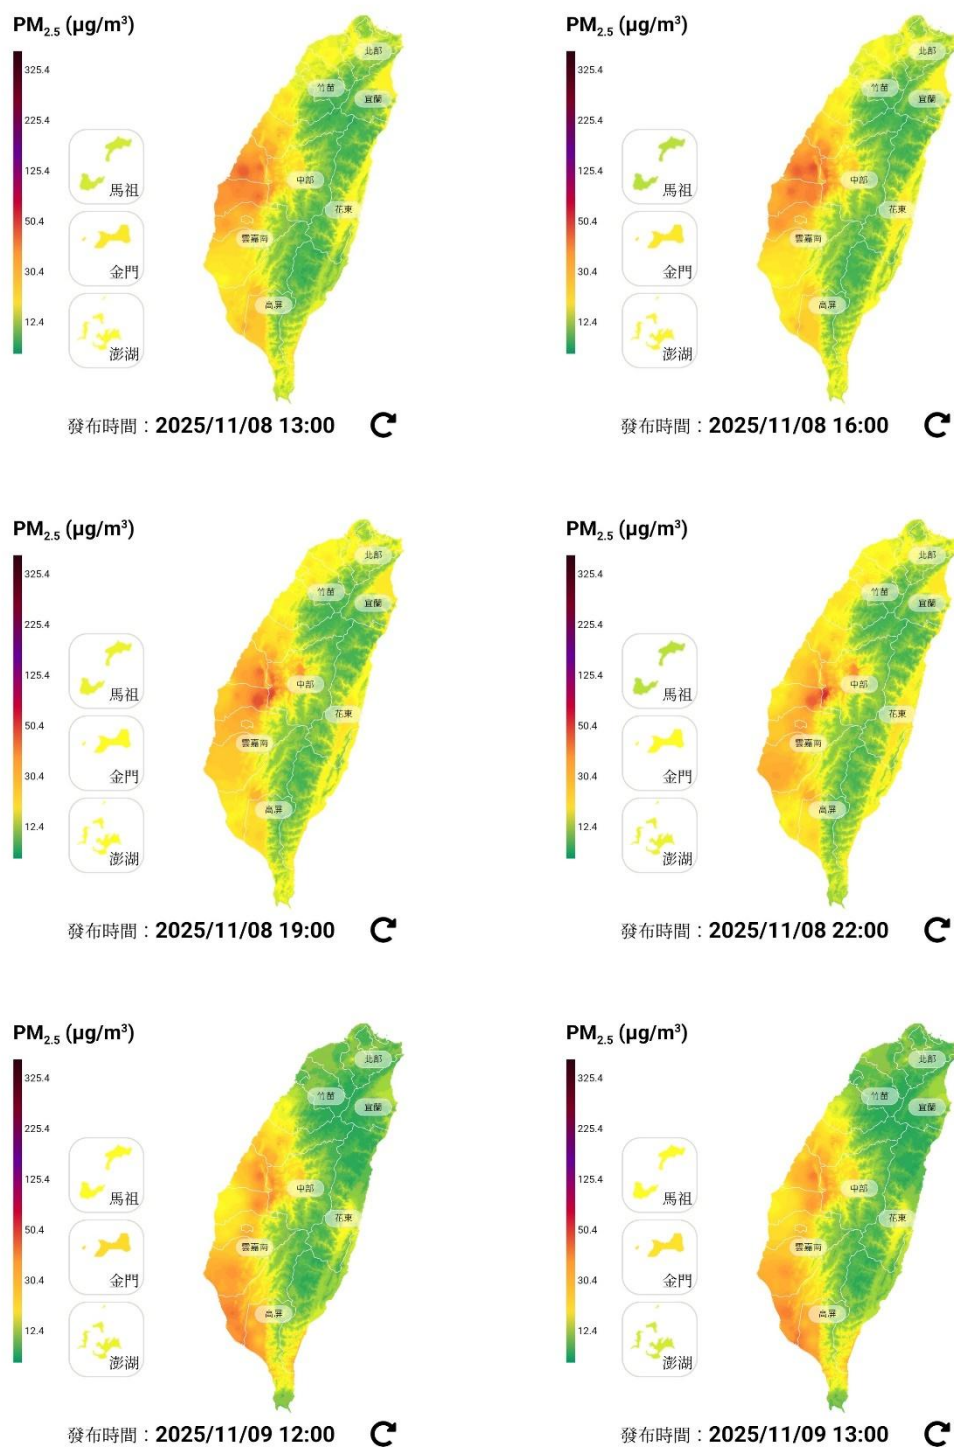 PM2.5 (μg/m³)
325.4
225.4
125.4
50.4
30.4
12.4
馬祖
金門
澎湖
北部
竹苗
宜蘭
中部
花東
雲嘉南
高屏
發布時間：2025/11/08 13:00
PM2.5 (μg/m³)
325.4
225.4
125.4
50.4
30.4
12.4
馬祖
金門
澎湖
北部
竹苗
宜蘭
中部
花東
雲嘉南
高屏
發布時間：2025/11/08 16:00
PM2.5 (μg/m³)
325.4
225.4
125.4
50.4
30.4
12.4
馬祖
金門
澎湖
北部
竹苗
宜蘭
中部
花東
雲嘉南
高屏
發布時間：2025/11/08 19:00
PM2.5 (μg/m³)
325.4
225.4
125.4
50.4
30.4
12.4
馬祖
金門
澎湖
北部
竹苗
宜蘭
中部
花東
雲嘉南
高屏
發布時間：2025/11/08 22:00
PM2.5 (μg/m³)
325.4
225.4
125.4
50.4
30.4
12.4
馬祖
金門
澎湖
北部
竹苗
宜蘭
中部
花東
雲嘉南
高屏
發布時間：2025/11/09 12:00
PM2.5 (μg/m³)
325.4
225.4
125.4
50.4
30.4
12.4
馬祖
金門
澎湖
北部
竹苗
宜蘭
中部
花東
雲嘉南
高屏
發布時間：2025/11/09 13:00